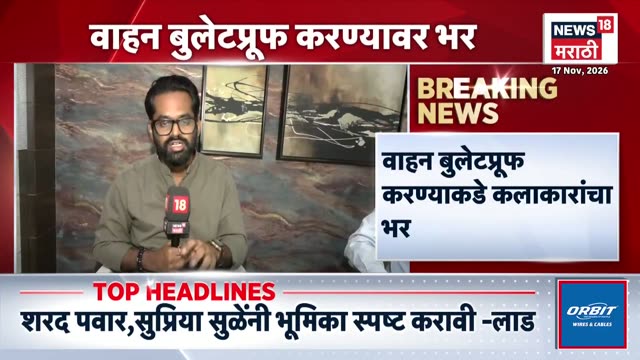 वाहन बुलेटप्रूफ करण्यावर भर
NEWS 18
मराठी
17 Nov, 2026
BREAKING
NEWS
वाहन बुलेटप्रूफ
करण्याकडे कलाकारांचा
भर
18
TOP HEADLINES
शरद पवार,सुप्रिया सुळेंनी भूमिका स्पष्ट करावी -लाड
ORBIT
WIRES & CABLES